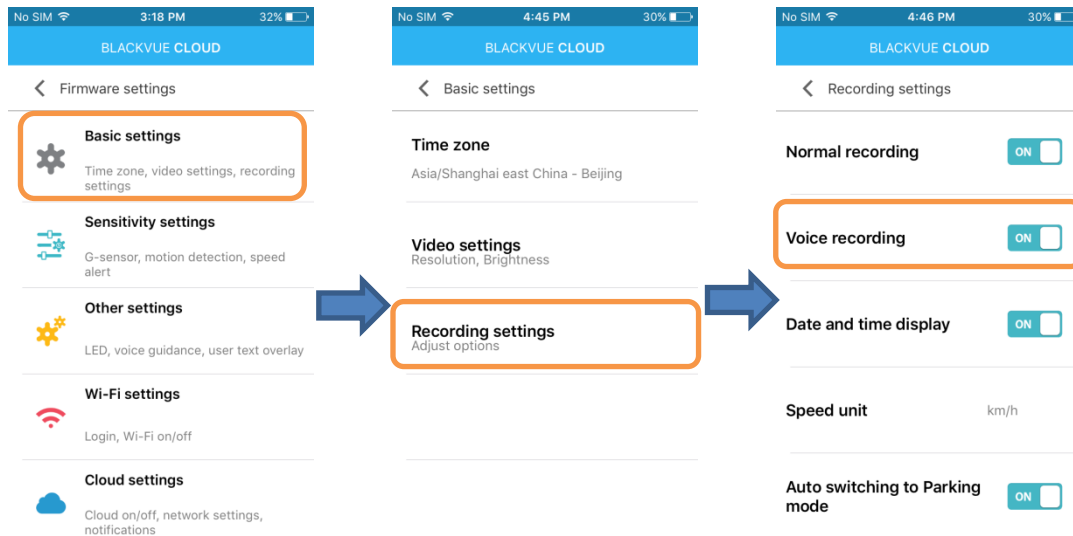 No SIM 3:18 PM 32%
BLACKVUE CLOUD
Firmware settings
Basic settings
Time zone, video settings, recording
settings
Sensitivity settings
G-sensor, motion detection, speed
alert
Other settings
LED, voice guidance, user text overlay
Wi-Fi settings
Login, Wi-Fi on/off
Cloud settings
Cloud on/off, network settings,
notifications
No SIM 4:45 PM 30%
BLACKVUE CLOUD
Basic settings
Time zone
Asia/Shanghai east China - Beijing
Video settings
Resolution, Brightness
Recording settings
Adjust options
No SIM 4:46 PM 30%
BLACKVUE CLOUD
Recording settings
Normal recording ON
Voice recording ON
Date and time display ON
Speed unit km/h
Auto switching to Parking
mode ON